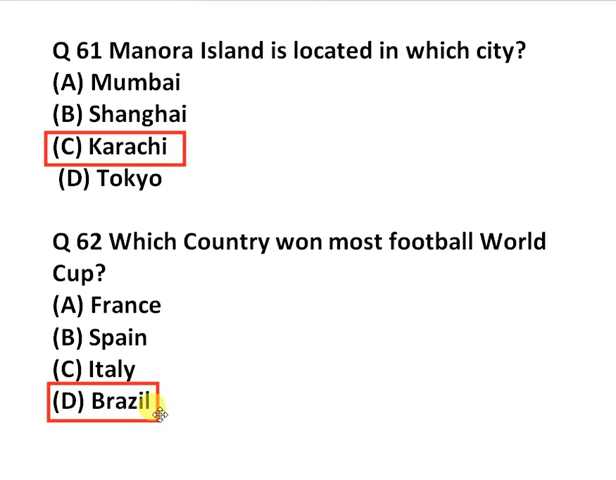 Q 61 Manora Island is located in which city?
(A) Mumbai
(B) Shanghai
(C) Karachi
(D) Tokyo
Q 62 Which Country won most football World
Cup?
(A) France
(B) Spain
(C) Italy
(D) Brazil